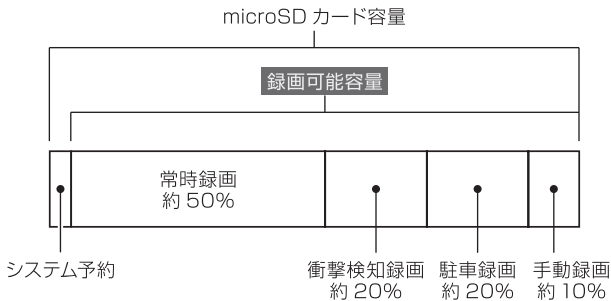 microSD カード容量
録画可能容量
常時録画
約 50%
システム予約
衝撃検知録画
約 20%
駐車録画
約 20%
手動録画
約 10%